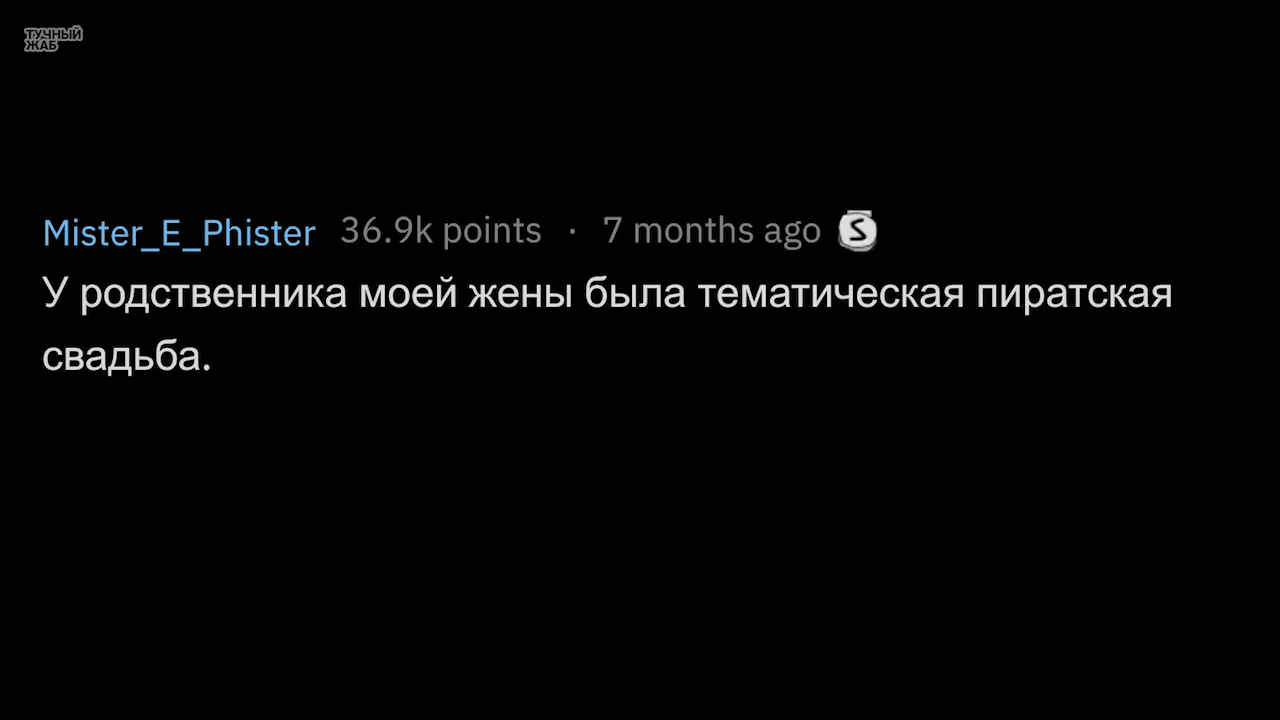 ТУЧНЫЙ
ЖАБ
Mister_E_Phister 36.9k points · 7 months ago S
У родственника моей жены была тематическая пиратская
свадьба.